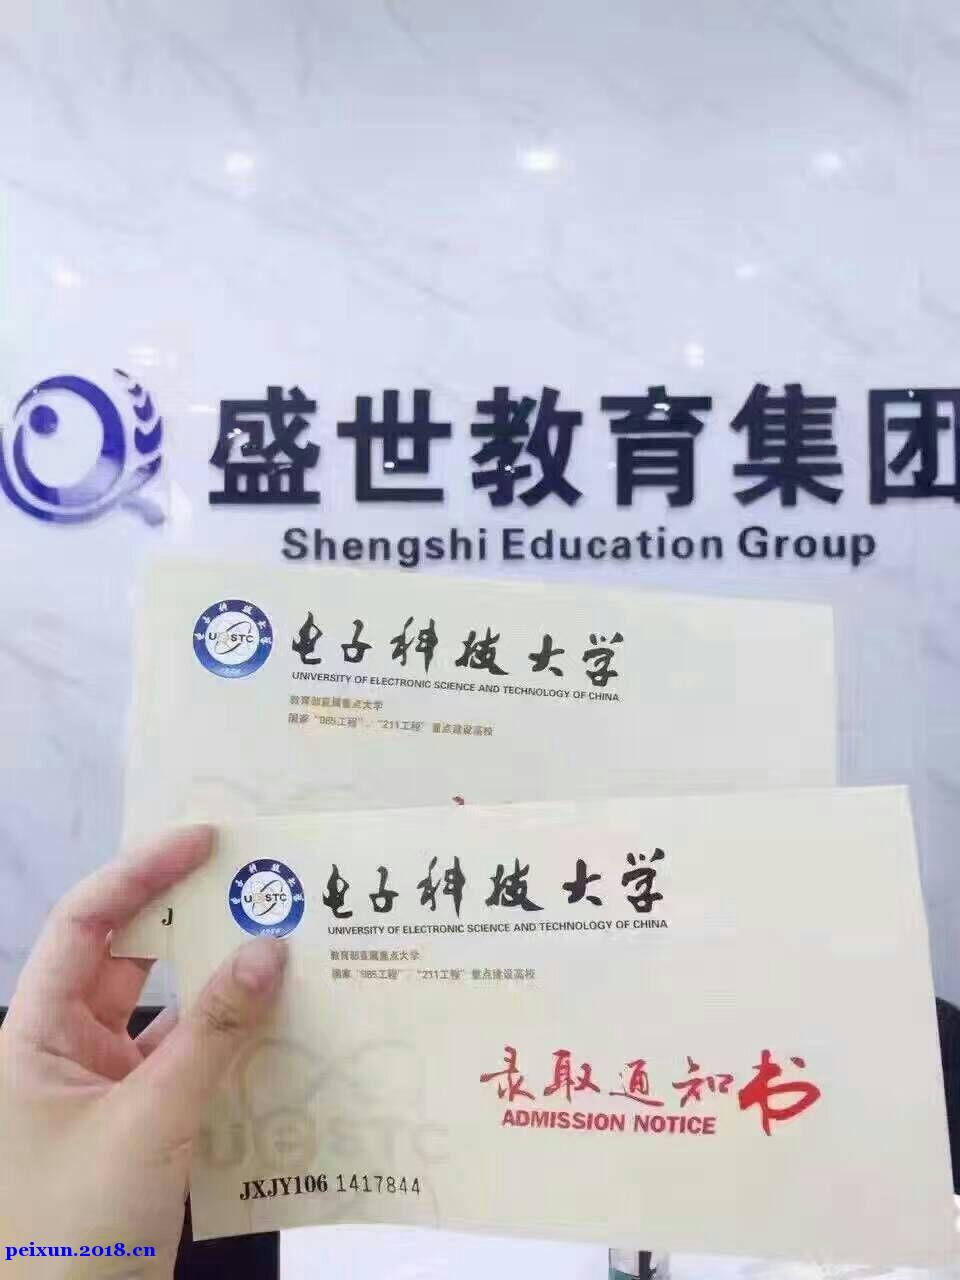 盛世教育集团
Shengshi Education Group
USTC
电子科技大学
UNIVERSITY OF ELECTRONIC SCIENCE AND TECHNOLOGY OF CHINA
教育部直属重点大学
国家“985工程”、“211工程”重点建设高校
J
电子科技大学
UNIVERSITY OF ELECTRONIC SCIENCE AND TECHNOLOGY OF CHINA
教育部直属重点大学
国家“985工程”、“211工程”重点建设高校
录取通知书
ADMISSION NOTICE
JXJY106 1417844
peixun.2018.cn